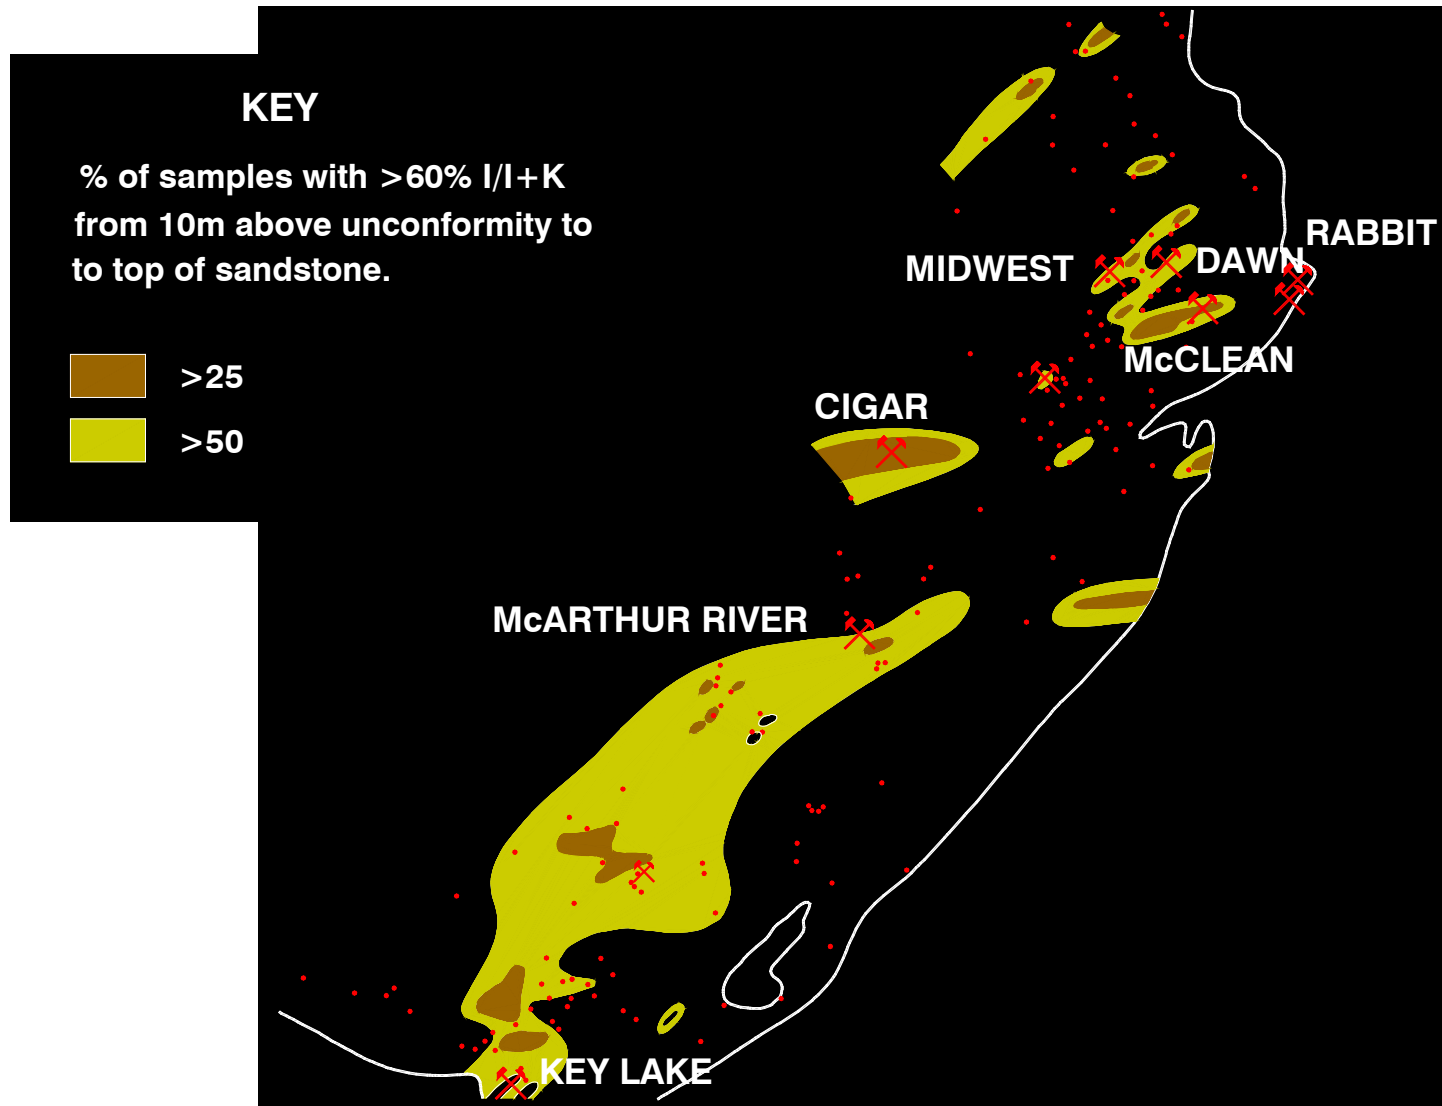 KEY
% of samples with >60% I/I+K
from 10m above unconformity to
to top of sandstone.
>25
>50
RABBIT
MIDWEST
DAWN
McCLEAN
CIGAR
McARTHUR RIVER
KEY LAKE